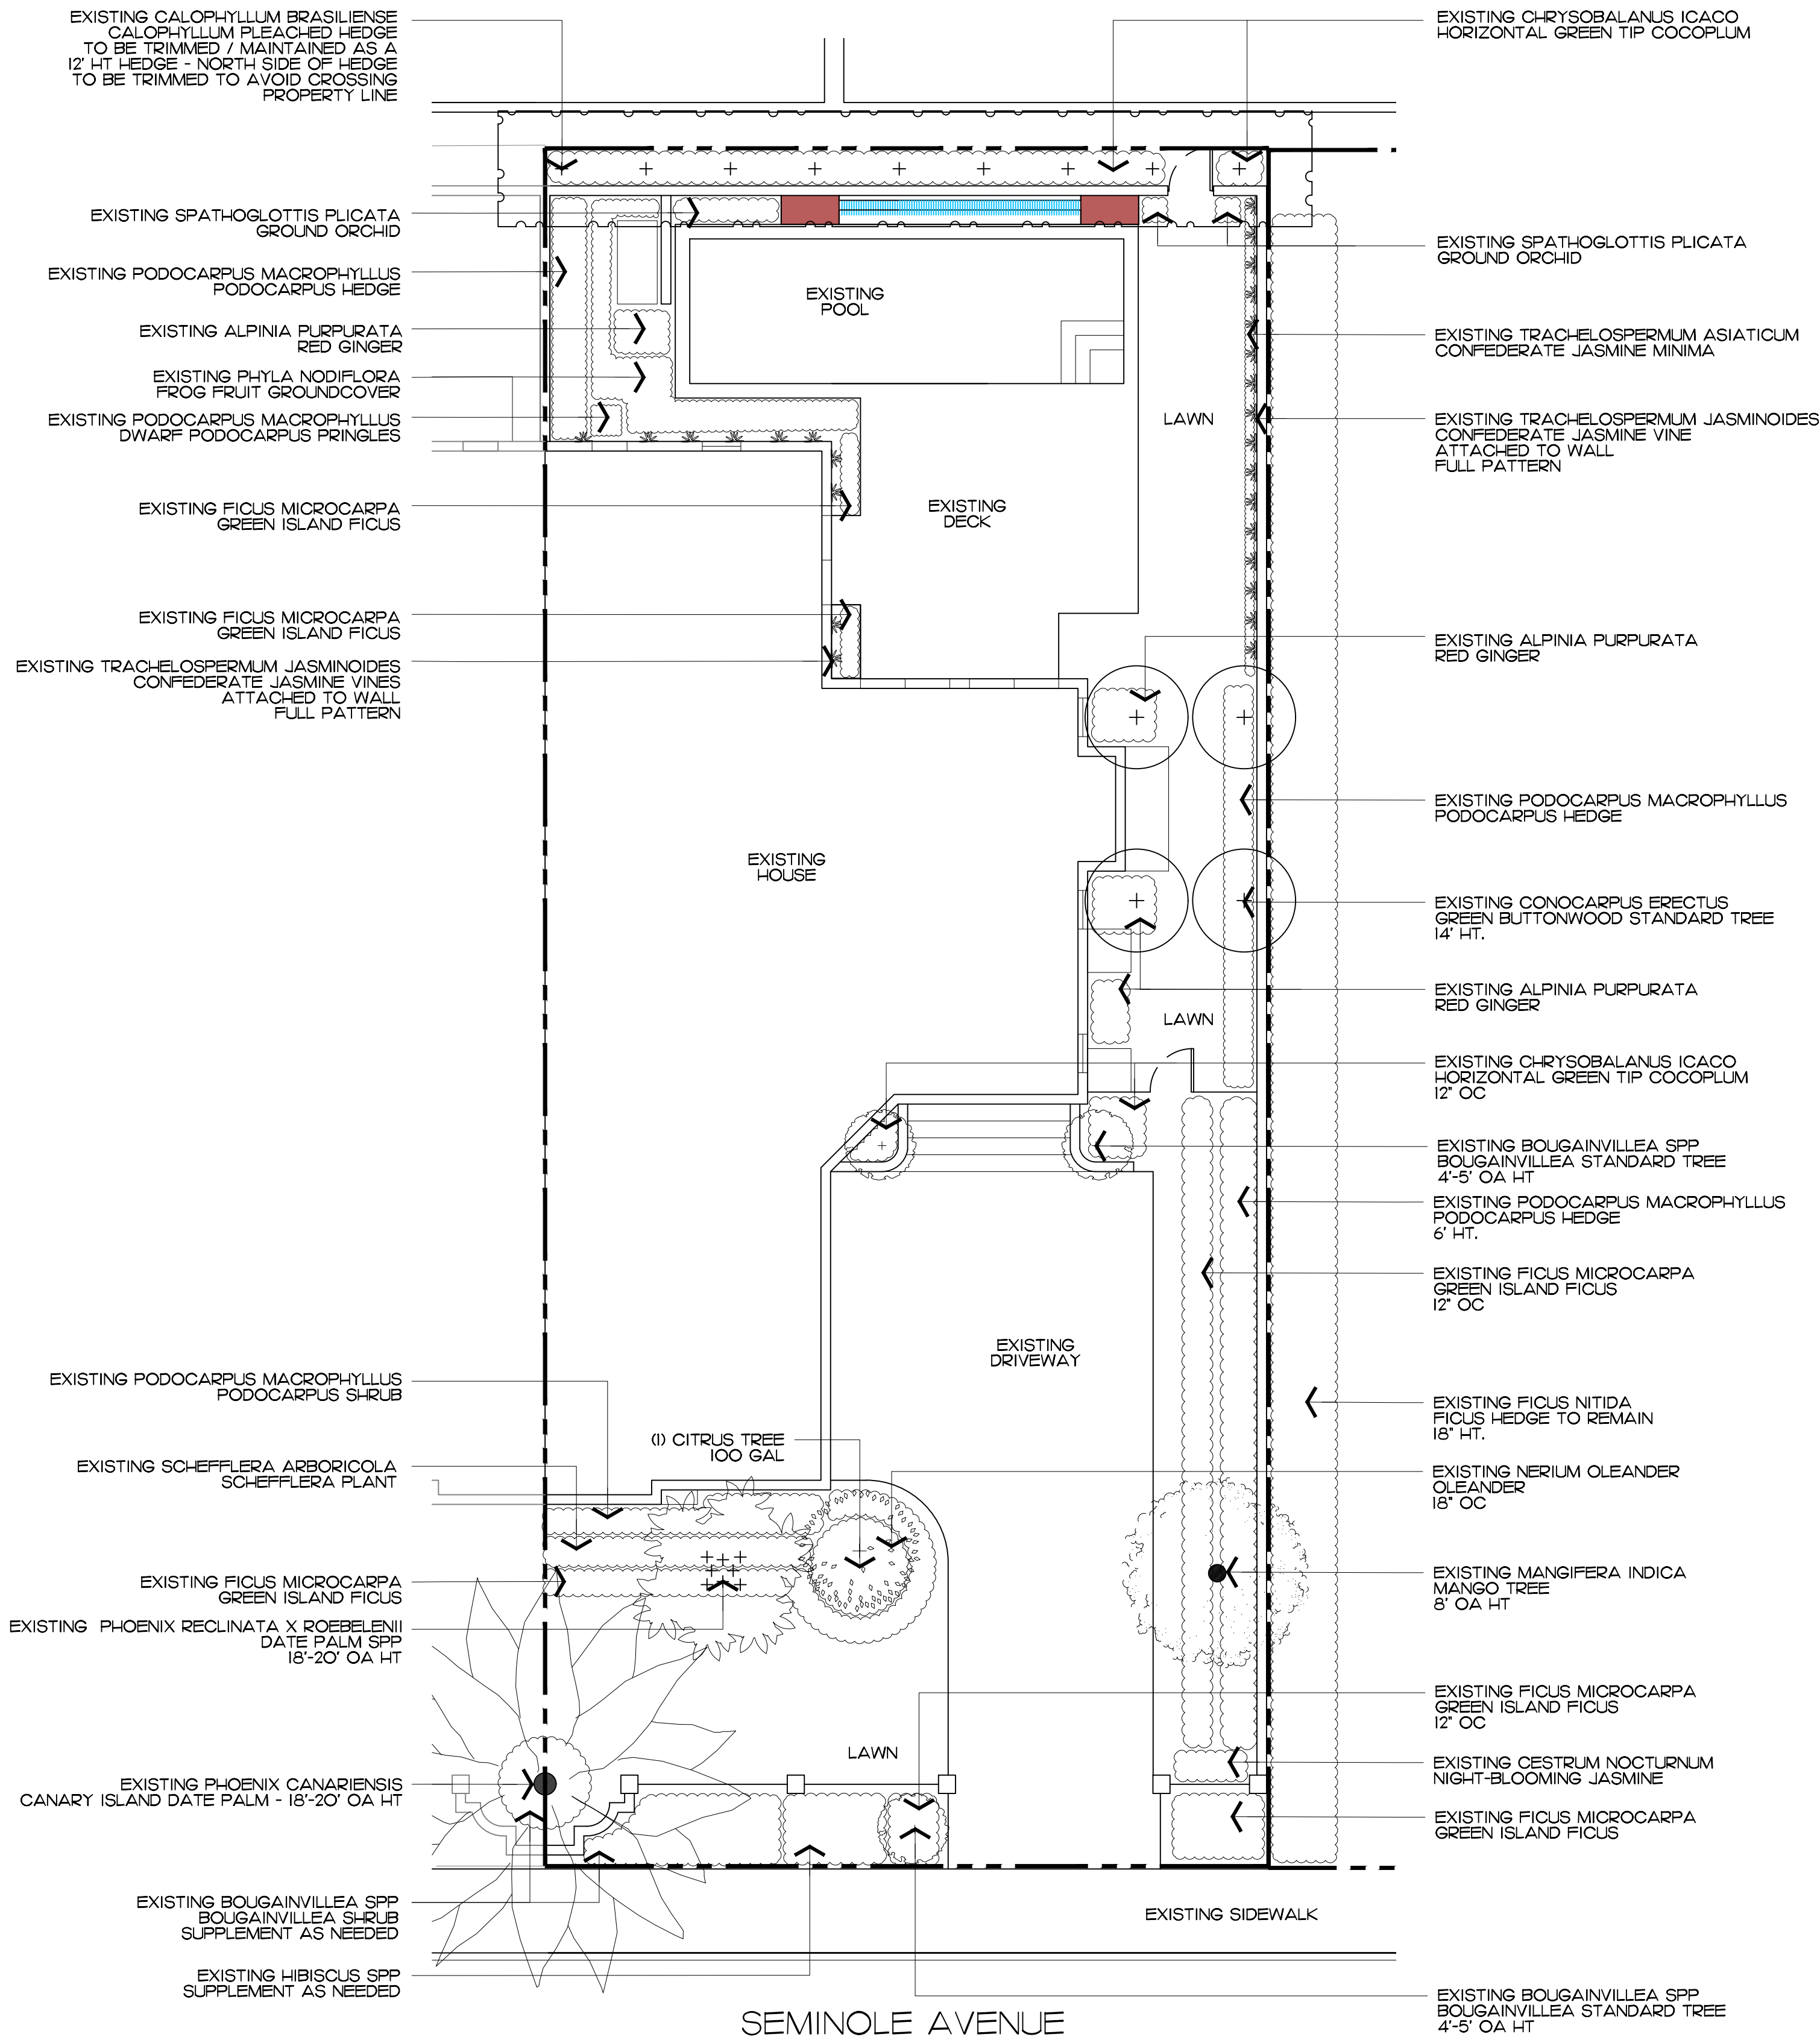 EXISTING CALOPHYLLUM BRASILIENSE
CALOPHYLLUM PLEACHED HEDGE
TO BE TRIMMED / MAINTAINED AS A
12' HT HEDGE - NORTH SIDE OF HEDGE
TO BE TRIMMED TO AVOID CROSSING
PROPERTY LINE
EXISTING SPATHOGLOTTIS PLICATA
GROUND ORCHID
EXISTING PODOCARPUS MACROPHYLLUS
PODOCARPUS HEDGE
EXISTING ALPINIA PURPURATA
RED GINGER
EXISTING PHYLA NODIFLORA
FROG FRUIT GROUNDCOVER
EXISTING PODOCARPUS MACROPHYLLUS
DWARF PODOCARPUS PRINGLES
EXISTING FICUS MICROCARPA
GREEN ISLAND FICUS
EXISTING FICUS MICROCARPA
GREEN ISLAND FICUS
EXISTING TRACHELOSPERMUM JASMINOIDES
CONFEDERATE JASMINE VINES
ATTACHED TO WALL
FULL PATTERN
EXISTING PODOCARPUS MACROPHYLLUS
PODOCARPUS SHRUB
EXISTING SCHEFFLERA ARBORICOLA
SCHEFFLERA PLANT
EXISTING FICUS MICROCARPA
GREEN ISLAND FICUS
EXISTING PHOENIX RECLINATA X ROEBELENII
DATE PALM SPP
18'-20' OA HT
EXISTING PHOENIX CANARIENSIS
CANARY ISLAND DATE PALM - 18'-20' OA HT
EXISTING BOUGAINVILLEA SPP
BOUGAINVILLEA SHRUB
SUPPLEMENT AS NEEDED
EXISTING HIBISCUS SPP
SUPPLEMENT AS NEEDED
EXISTING
POOL
LAWN
EXISTING
DECK
EXISTING
HOUSE
LAWN
EXISTING
DRIVEWAY
(1) CITRUS TREE
100 GAL
LAWN
EXISTING SIDEWALK
SEMINOLE AVENUE
EXISTING CHRYSOBALANUS ICACO
HORIZONTAL GREEN TIP COCOPLUM
EXISTING SPATHOGLOTTIS PLICATA
GROUND ORCHID
EXISTING TRACHELOSPERMUM ASIATICUM
CONFEDERATE JASMINE MINIMA
EXISTING TRACHELOSPERMUM JASMINOIDES
CONFEDERATE JASMINE VINE
ATTACHED TO WALL
FULL PATTERN
EXISTING ALPINIA PURPURATA
RED GINGER
EXISTING PODOCARPUS MACROPHYLLUS
PODOCARPUS HEDGE
EXISTING CONOCARPUS ERECTUS
GREEN BUTTONWOOD STANDARD TREE
14' HT.
EXISTING ALPINIA PURPURATA
RED GINGER
EXISTING CHRYSOBALANUS ICACO
HORIZONTAL GREEN TIP COCOPLUM
12" OC
EXISTING BOUGAINVILLEA SPP
BOUGAINVILLEA STANDARD TREE
4'-5' OA HT
EXISTING PODOCARPUS MACROPHYLLUS
PODOCARPUS HEDGE
6' HT.
EXISTING FICUS MICROCARPA
GREEN ISLAND FICUS
12" OC
EXISTING FICUS NITIDA
FICUS HEDGE TO REMAIN
18" HT.
EXISTING NERIUM OLEANDER
OLEANDER
18" OC
EXISTING MANGIFERA INDICA
MANGO TREE
8' OA HT
EXISTING FICUS MICROCARPA
GREEN ISLAND FICUS
12" OC
EXISTING CESTRUM NOCTURNUM
NIGHT-BLOOMING JASMINE
EXISTING FICUS MICROCARPA
GREEN ISLAND FICUS
EXISTING BOUGAINVILLEA SPP
BOUGAINVILLEA STANDARD TREE
4'-5' OA HT